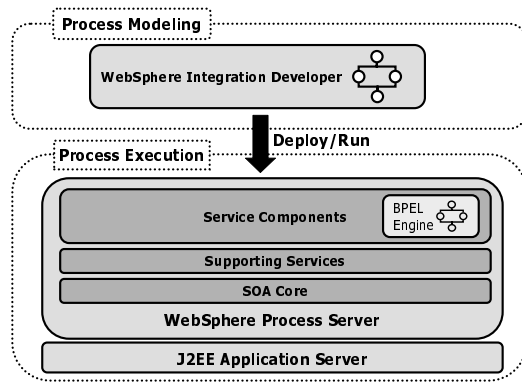 Process Modeling
WebSphere Integration Developer
Deploy/Run
Process Execution
Service Components
BPEL
Engine
Supporting Services
SOA Core
WebSphere Process Server
J2EE Application Server